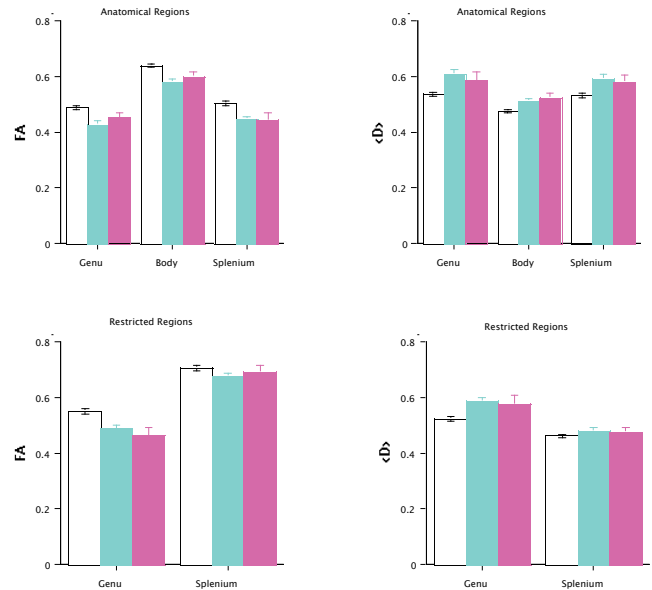 Anatomical Regions
0.8
0.6
0.4
0.2
0
FA
Genu Body Splenium
Anatomical Regions
0.8
0.6
0.4
0.2
0
<D>
Genu Body Splenium
Restricted Regions
0.8
0.6
0.4
0.2
0
FA
Genu Splenium
Restricted Regions
0.8
0.6
0.4
0.2
0
<D>
Genu Splenium